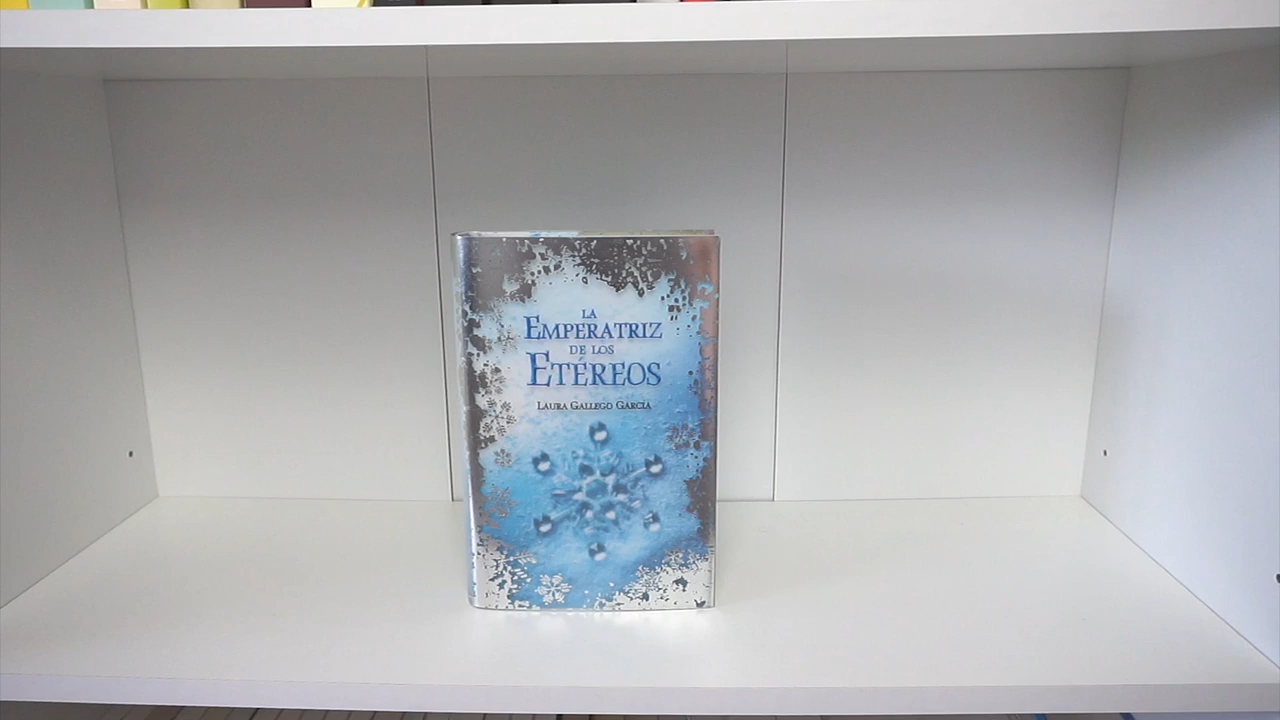 LA
EMPERATRIZ
DE LOS
ETÉREOS
LAURA GALLEGO GARCÍA